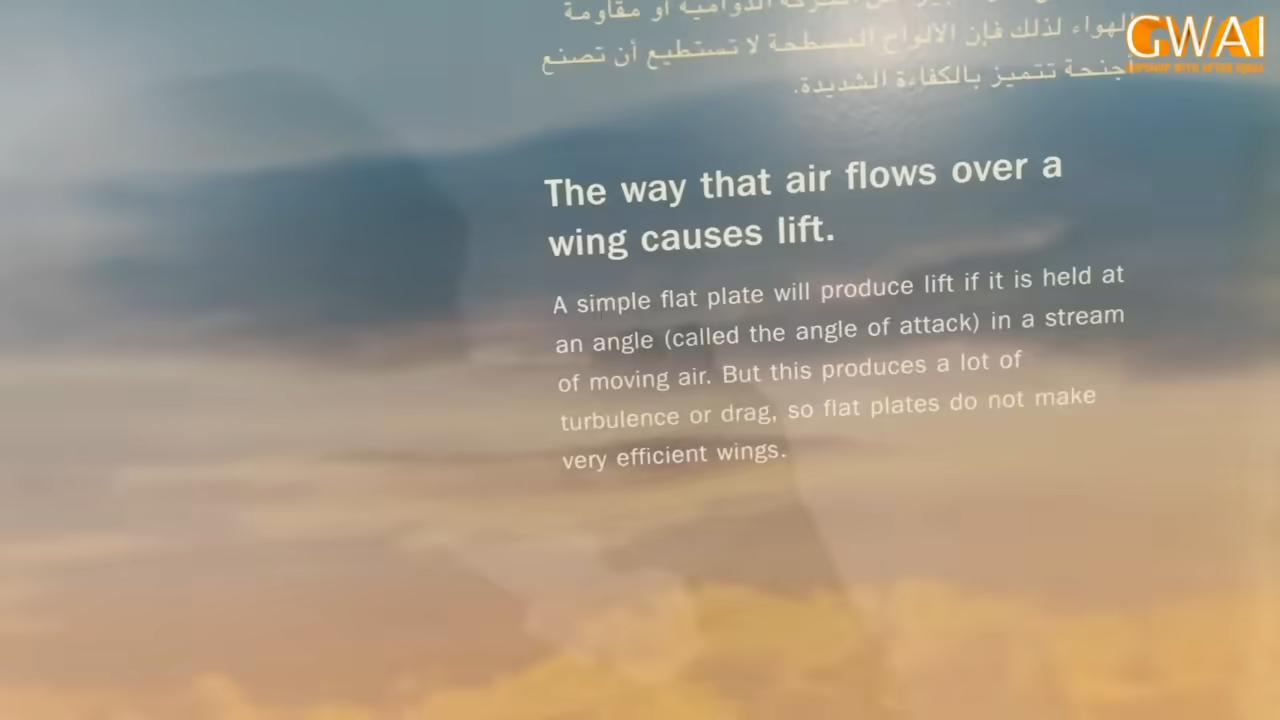 الدوامية او مقاومة
الهواء لذلك فإن الألواح المسطحة لا تستطيع أن تصنع
أجنحة تتميز بالكفاءة الشديدة.
GWAI
The way that air flows over a
wing causes lift.
A simple flat plate will produce lift if it is held at
an angle (called the angle of attack) in a stream
of moving air. But this produces a lot of
turbulence or drag, so flat plates do not make
very efficient wings.